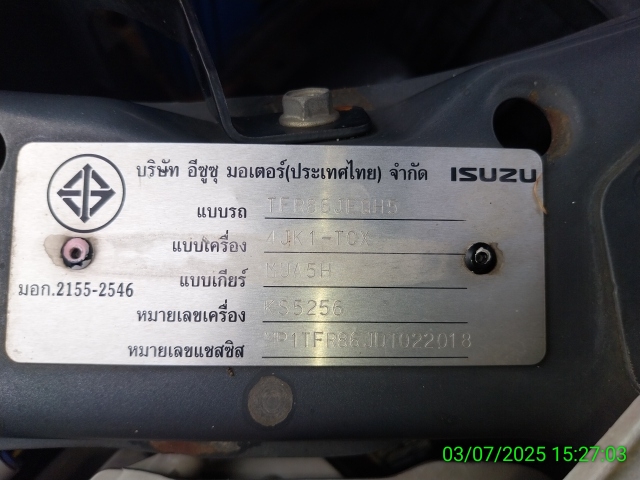 บริษัท อีซูซุ มอเตอร์(ประเทศไทย) จำกัด ISUZU
แบบรถ
แบบเครื่อง
แบบเกียร์
มอก.2155-2546
หมายเลขเครื่อง KS5256
หมายเลขแชสซิส
03/07/2025 15:27:03